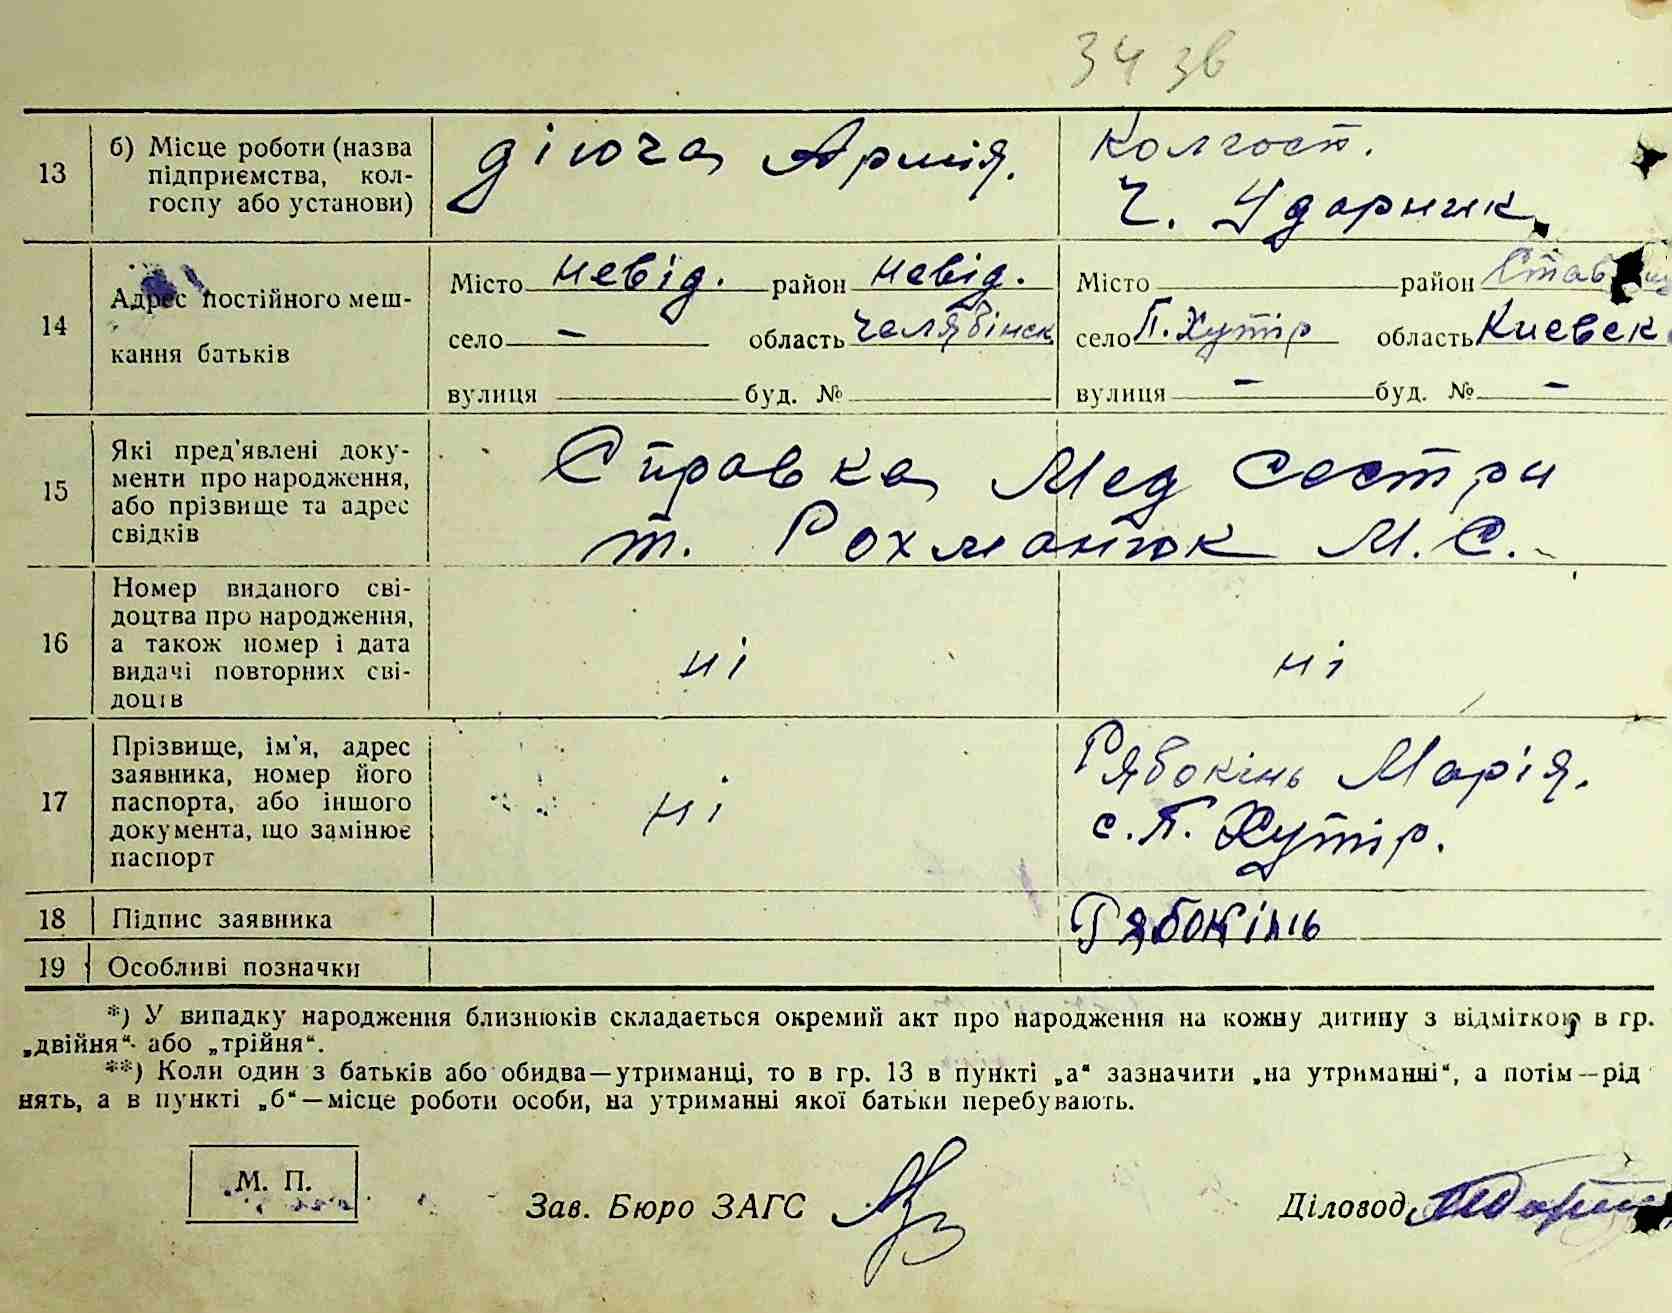 34 зв
13 б) Місце роботи (назва підприємства, кол-госпу або установи) діюча Армія. Колгосп. Ч. Ударник
14 Адрес постійного меш-кання батьків
Місто невід. район невід. Місто район Став
село — область Челябінск село П. Хутір область Киевск
вулиця буд. № вулиця — буд. № —
15 Які пред'явлені доку-менти про народження, або прізвище та адрес свідків
Справка Мед сестри
т. Рохманюк М. С.
16 Номер виданого сві-доцтва про народження, а також номер і дата видачі повторних сві-доців ні ні
17 Прізвище, ім'я, адрес заявника, номер його паспорта, або іншого документа, що замінює паспорт ні Рябокінь Марія. с. П. Хутір.
18 Підпис заявника Рябокінь
19 Особливі позначки
*) У випадку народження близнюків складається окремий акт про народження на кожну дитину з відміткою в гр.
„двійня“ або „трійня“.
**) Коли один з батьків або обидва—утриманці, то в гр. 13 в пункті „а“ зазначити „на утриманні“, а потім—рід
нять, а в пункті „б“—місце роботи особи, на утриманні якої батьки перебувають.
М. П.
Зав. Бюро ЗАГС Діловод